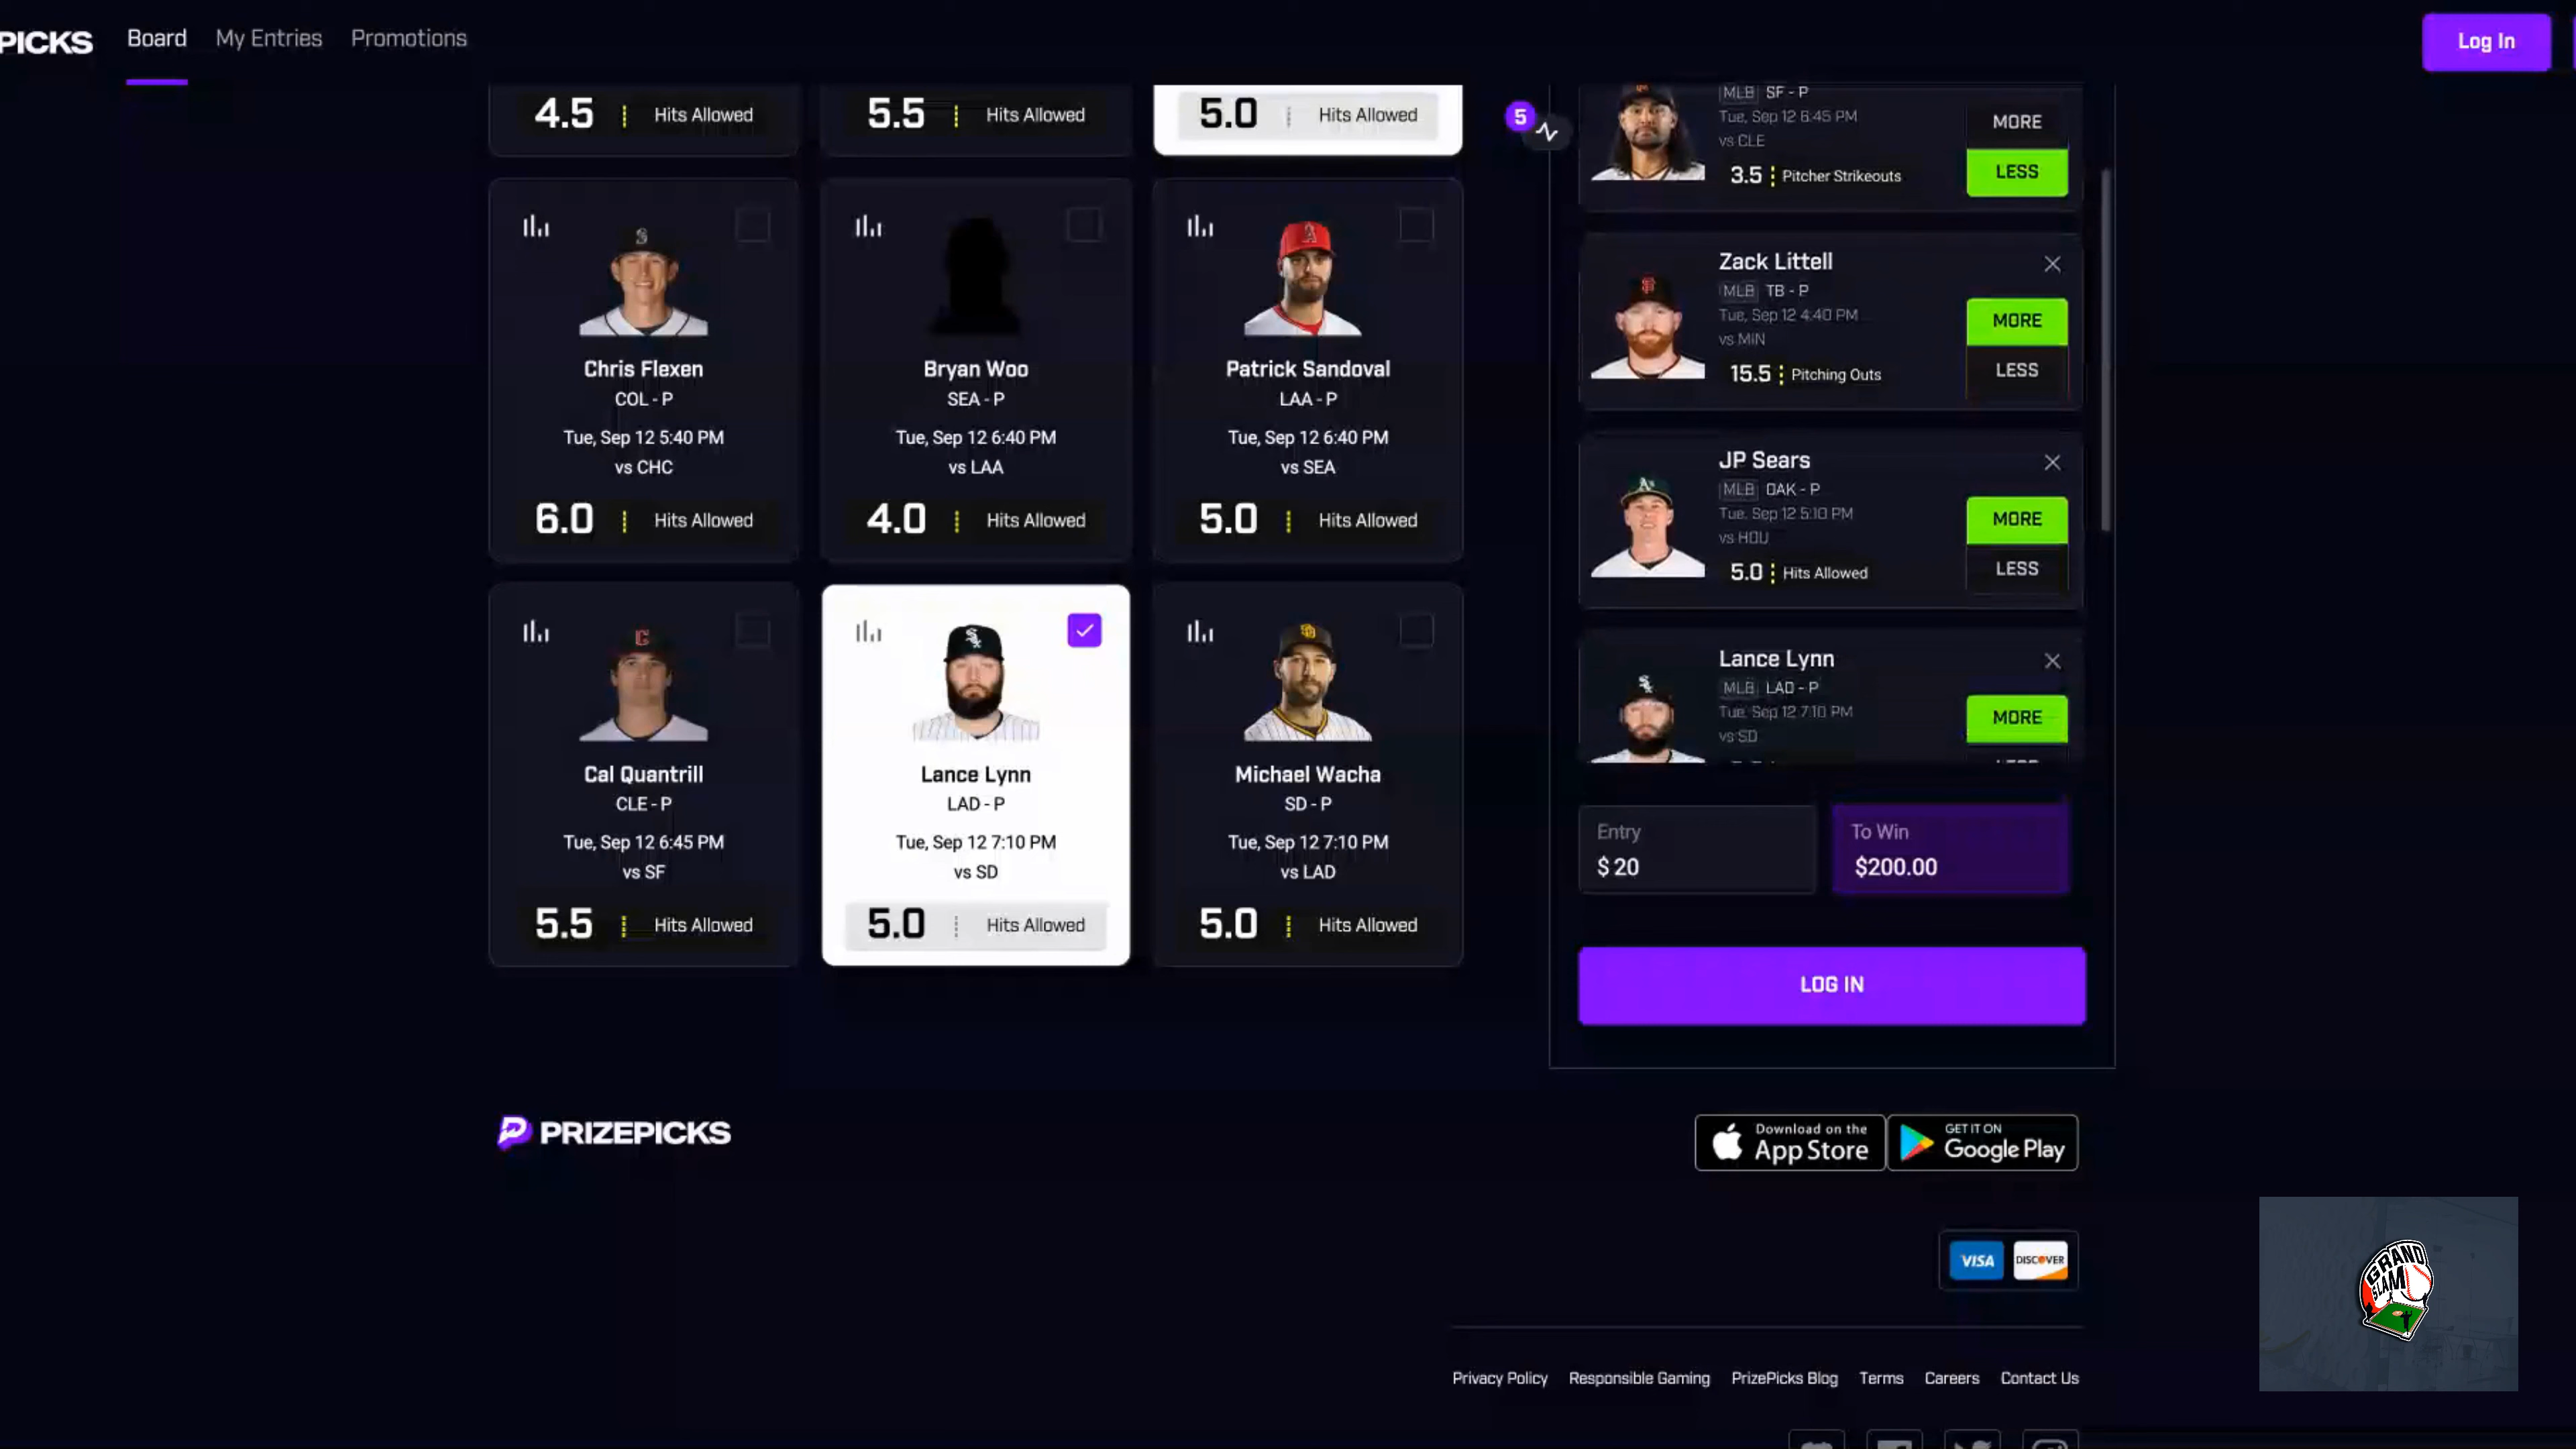 PICKS
Board
My Entries
Promotions
Log In
4.5 Hits Allowed
5.5 Hits Allowed
5.0 Hits Allowed
Chris Flexen
COL - P
Tue, Sep 12 5:40 PM
vs CHC
6.0 Hits Allowed
Bryan Woo
SEA - P
Tue, Sep 12 6:40 PM
vs LAA
4.0 Hits Allowed
Patrick Sandoval
LAA - P
Tue, Sep 12 6:40 PM
vs SEA
5.0 Hits Allowed
Cal Quantrill
CLE - P
Tue, Sep 12 6:45 PM
vs SF
5.5 Hits Allowed
Lance Lynn
LAD - P
Tue, Sep 12 7:10 PM
vs SD
5.0 Hits Allowed
Michael Wacha
SD - P
Tue, Sep 12 7:10 PM
vs LAD
5.0 Hits Allowed
5
MLB SF - P
Tue, Sep 12 6:45 PM
vs CLE
3.5 Pitcher Strikeouts
MORE
LESS
Zack Littell
MLB TB - P
Tue, Sep 12 4:40 PM
vs MIN
15.5 Pitching Outs
MORE
LESS
JP Sears
MLB OAK - P
Tue, Sep 12 5:10 PM
vs HOU
5.0 Hits Allowed
MORE
LESS
Lance Lynn
MLB LAD - P
Tue, Sep 12 7:10 PM
vs SD
MORE
Entry
$ 20
To Win
$200.00
LOG IN
PRIZEPICKS
Download on the
App Store
GET IT ON
Google Play
VISA
DISCOVER
Privacy Policy
Responsible Gaming
PrizePicks Blog
Terms
Careers
Contact Us
GRAND
SLAM